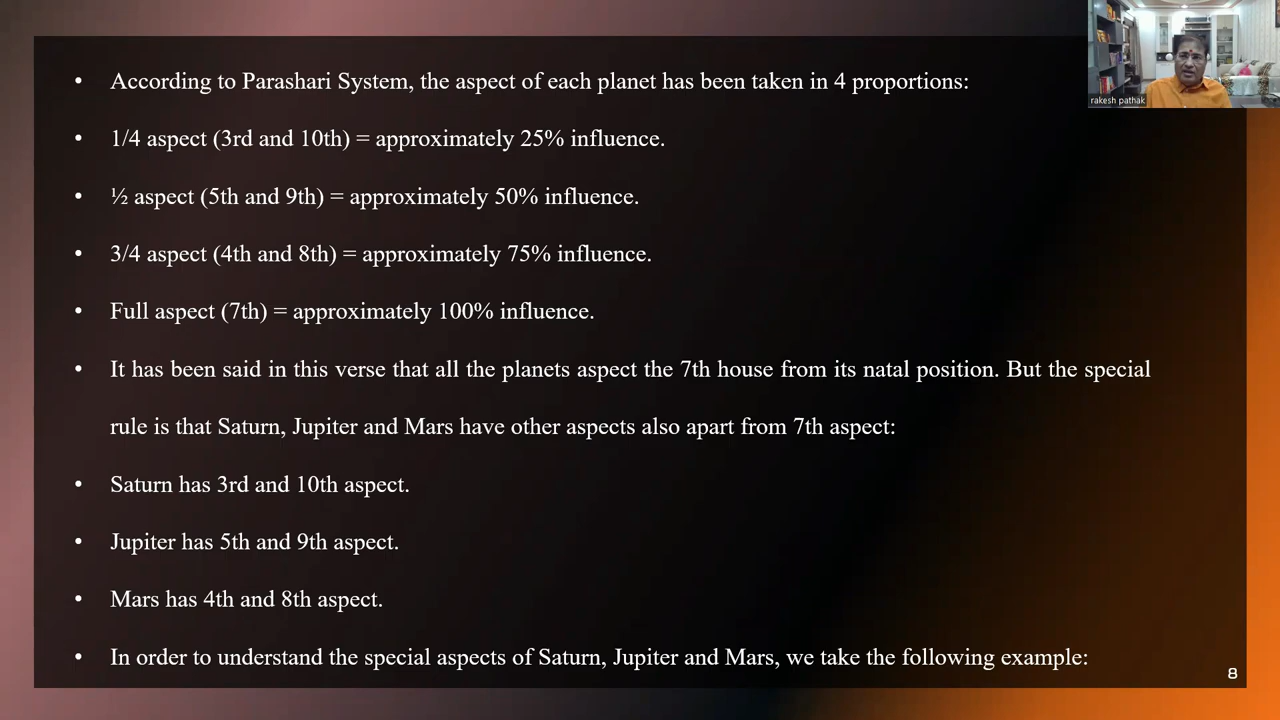 rakesh pathak
• According to Parashari System, the aspect of each planet has been taken in 4 proportions:
• 1/4 aspect (3rd and 10th) = approximately 25% influence.
• ½ aspect (5th and 9th) = approximately 50% influence.
• 3/4 aspect (4th and 8th) = approximately 75% influence.
• Full aspect (7th) = approximately 100% influence.
• It has been said in this verse that all the planets aspect the 7th house from its natal position. But the special
rule is that Saturn, Jupiter and Mars have other aspects also apart from 7th aspect:
• Saturn has 3rd and 10th aspect.
• Jupiter has 5th and 9th aspect.
• Mars has 4th and 8th aspect.
• In order to understand the special aspects of Saturn, Jupiter and Mars, we take the following example:
8